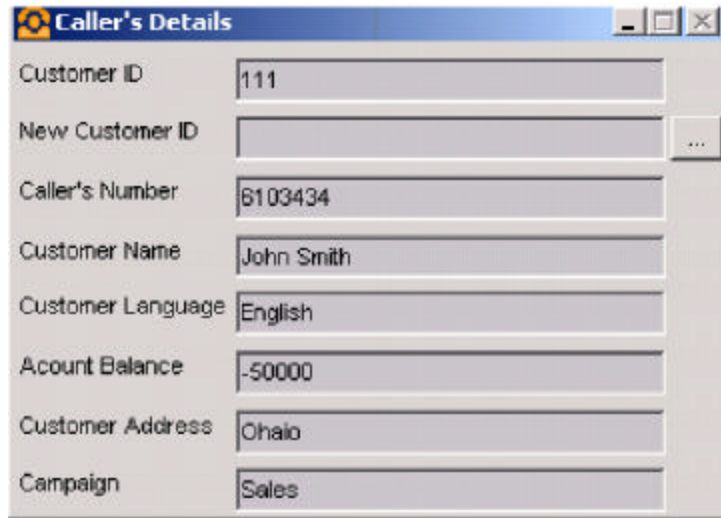 Caller's Details
Customer ID 111
New Customer ID ...
Caller's Number 6103434
Customer Name John Smith
Customer Language English
Acount Balance -50000
Customer Address Ohaio
Campaign Sales